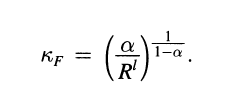 κ_F = (α / R^l)^{1/(1−α)}.